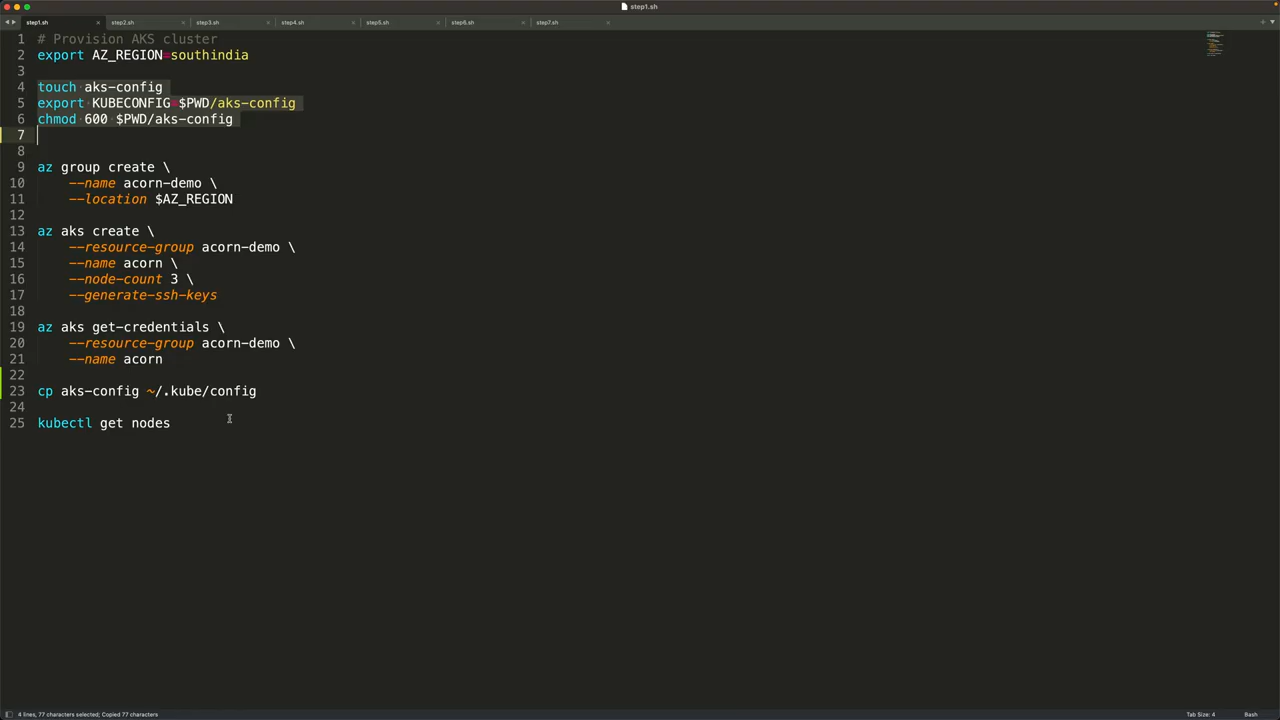 step1.sh
step1.sh × step2.sh × step3.sh × step4.sh × step5.sh × step6.sh × step7.sh ×
1 # Provision AKS cluster
2 export AZ_REGION=southindia
3
4 touch aks-config
5 export KUBECONFIG=$PWD/aks-config
6 chmod 600 $PWD/aks-config
7
8
9 az group create \
10 --name acorn-demo \
11 --location $AZ_REGION
12
13 az aks create \
14 --resource-group acorn-demo \
15 --name acorn \
16 --node-count 3 \
17 --generate-ssh-keys
18
19 az aks get-credentials \
20 --resource-group acorn-demo \
21 --name acorn
22
23 cp aks-config ~/.kube/config
24
25 kubectl get nodes
4 lines, 77 characters selected; Copied 77 characters Tab Size: 4 Bash